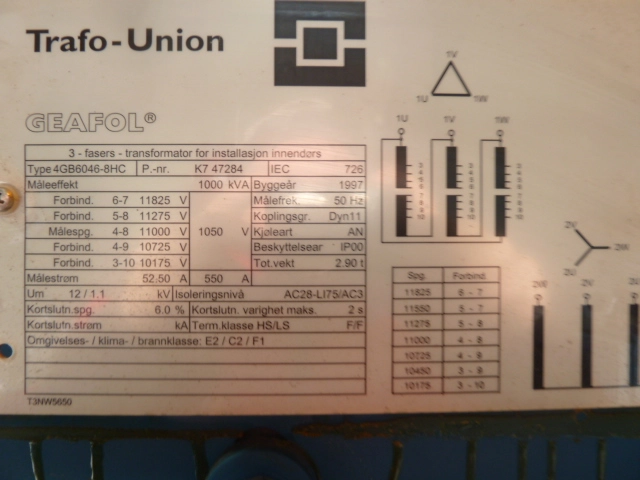 Trafo-Union
GEAFOL®
3 - fasers - transformator for installasjon innendørs
Type 4GB6046-8HC P.-nr. K7 47284 IEC 726
Måleeffekt 1000 kVA Byggeår 1997
Forbind. 6-7 11825 V Målefrek. 50 Hz
Forbind. 5-8 11275 V Koplingsgr. Dyn11
Målespg. 4-8 11000 V 1050 V Kjøleart AN
Forbind. 4-9 10725 V Beskyttelsear IP00
Forbind. 3-10 10175 V Tot.vekt 2.90 t
Målestrøm 52.50 A 550 A
Um 12 / 1.1 kV Isoleringsnivå AC28-LI75/AC3
Kortslutn.spg. 6.0 % Kortslutn. varighet maks. 2 s
Kortslutn.strøm kA Term.klasse HS/LS F/F
Omgivelses- / klima- / brannklasse: E2 / C2 / F1
T3NW5650
1V
1U 1W
1U 1V 1W
Spg. Forbind.
11825 6 - 7
11550 5 - 7
11275 5 - 8
11000 4 - 8
10725 4 - 9
10450 3 - 9
10175 3 - 10
2V
2W
2U
2W 2V 2U